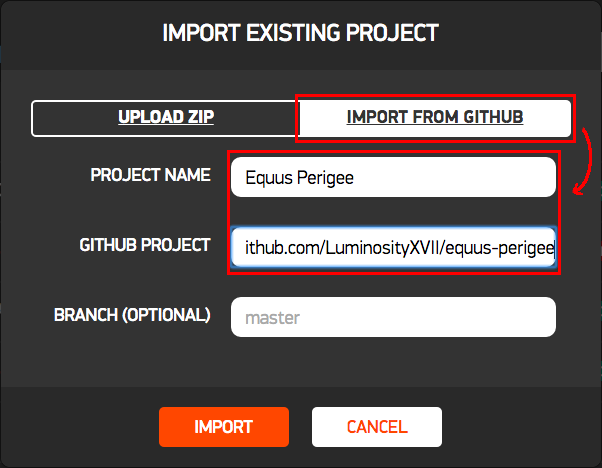 IMPORT EXISTING PROJECT
UPLOAD ZIP
IMPORT FROM GITHUB
PROJECT NAME
Equus Perigee
GITHUB PROJECT
ithub.com/LuminosityXVII/equus-perigee
BRANCH (OPTIONAL)
master
IMPORT
CANCEL